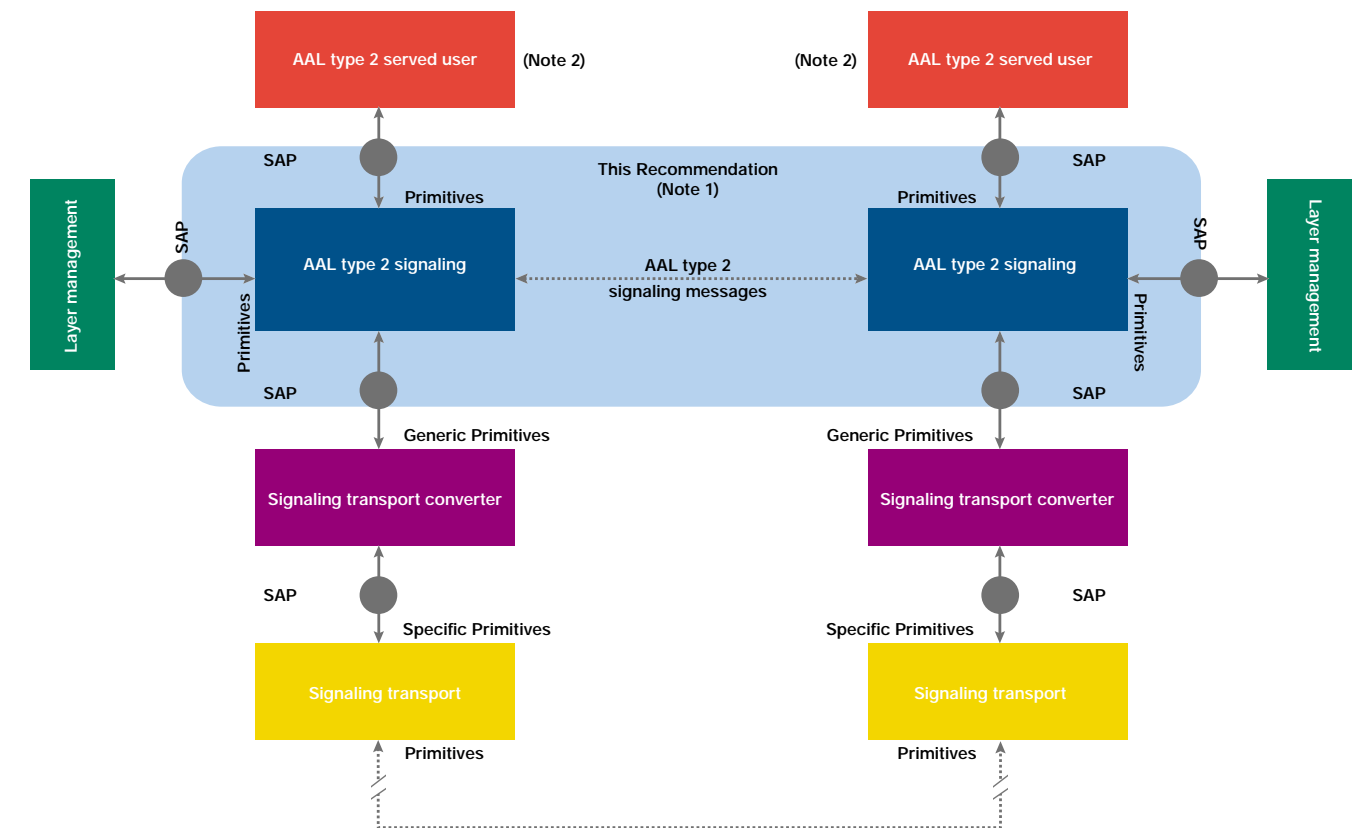 AAL type 2 served user
(Note 2)
(Note 2)
AAL type 2 served user
SAP
This Recommendation
(Note 1)
SAP
Primitives
Primitives
Layer management
SAP
AAL type 2 signaling
AAL type 2
signaling messages
AAL type 2 signaling
SAP
Layer management
Primitives
Primitives
SAP
SAP
Generic Primitives
Generic Primitives
Signaling transport converter
Signaling transport converter
SAP
SAP
Specific Primitives
Specific Primitives
Signaling transport
Signaling transport
Primitives
Primitives